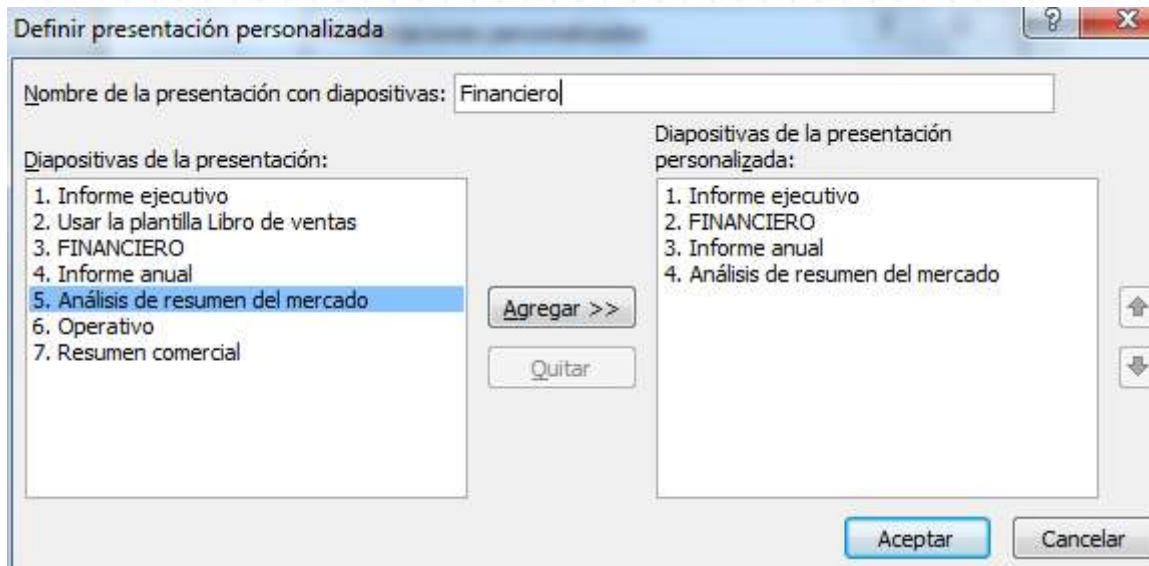 Definir presentación personalizada
Nombre de la presentación con diapositivas: Financiero
Diapositivas de la presentación:
1. Informe ejecutivo
2. Usar la plantilla Libro de ventas
3. FINANCIERO
4. Informe anual
5. Análisis de resumen del mercado
6. Operativo
7. Resumen comercial
Agregar >>
Quitar
Diapositivas de la presentación
personalizada:
1. Informe ejecutivo
2. FINANCIERO
3. Informe anual
4. Análisis de resumen del mercado
Aceptar
Cancelar